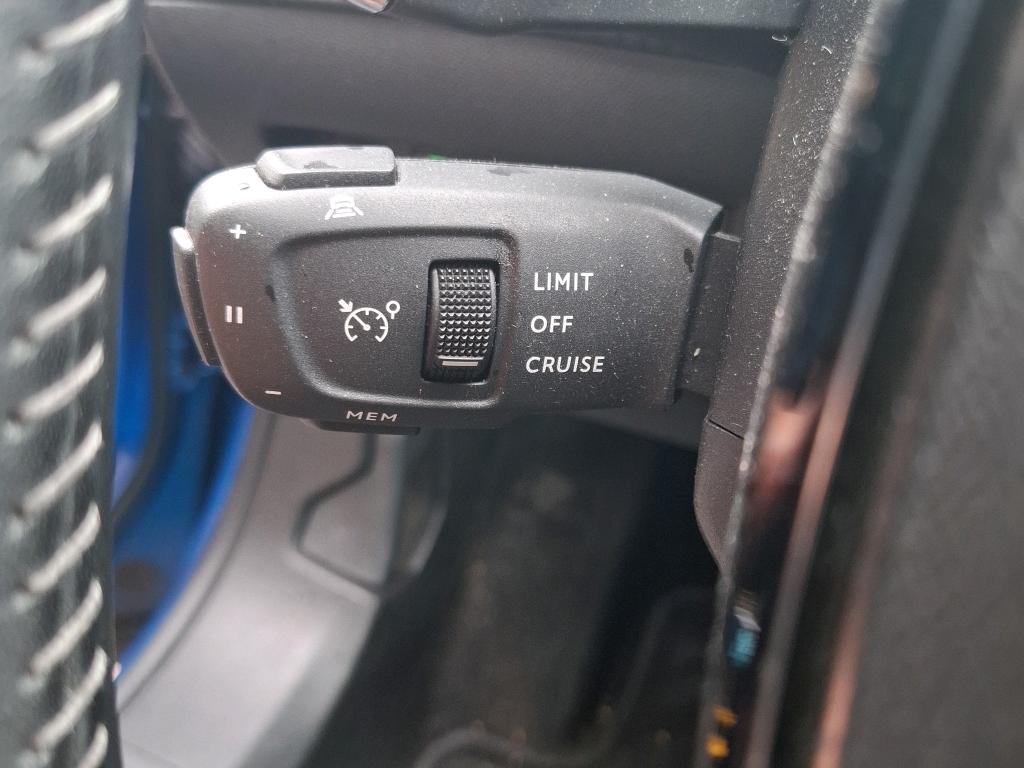 +
LIMIT
OFF
CRUISE
-
MEM